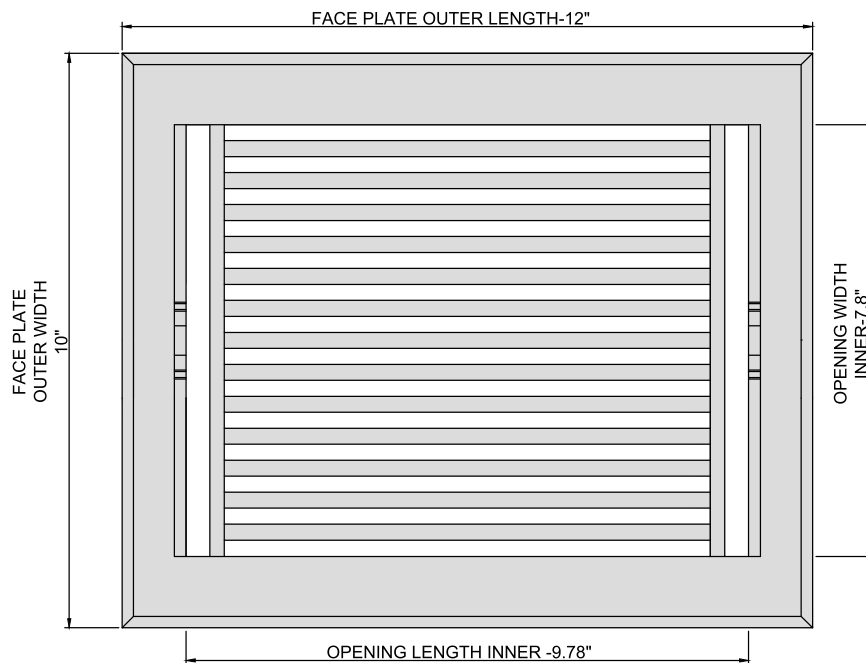 FACE PLATE OUTER LENGTH-12"
FACE PLATE
OUTER WIDTH
10"
OPENING WIDTH
INNER-7.8"
OPENING LENGTH INNER -9.78"